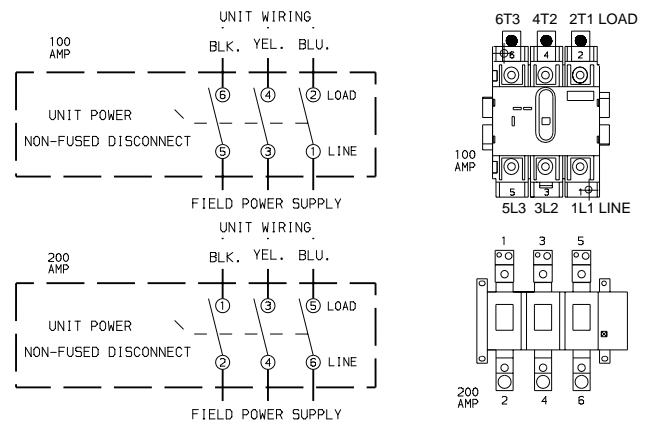 UNIT WIRING
100
AMP
BLK. YEL. BLU.
6 4 2 LOAD
UNIT POWER
NON-FUSED DISCONNECT
5 3 1 LINE
FIELD POWER SUPPLY
6T3 4T2 2T1 LOAD
6 4 2
100
AMP
5 3 1
5L3 3L2 1L1 LINE
UNIT WIRING
200
AMP
BLK. YEL. BLU.
1 3 5 LOAD
UNIT POWER
NON-FUSED DISCONNECT
2 4 6 LINE
FIELD POWER SUPPLY
1 3 5
200
AMP
2 4 6